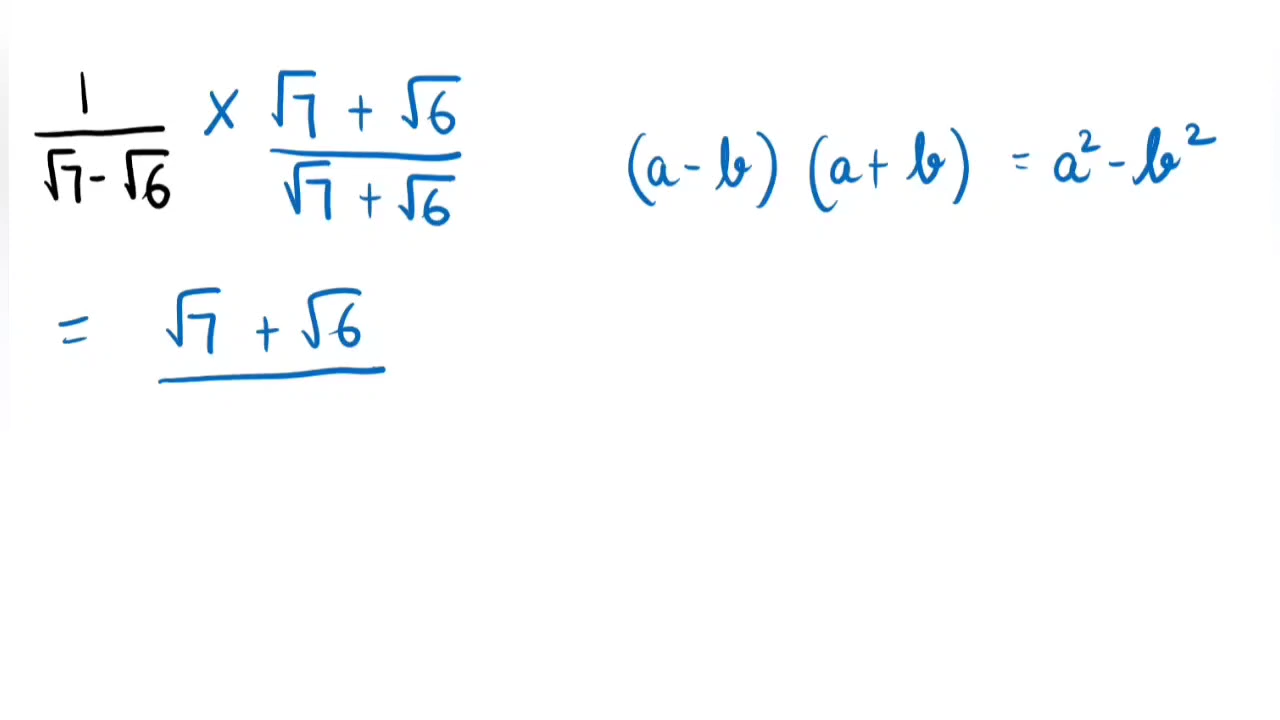 1/(√7-√6) × (√7 + √6)/(√7 + √6)
(a - b) (a + b) = a² - b²
= √7 + √6